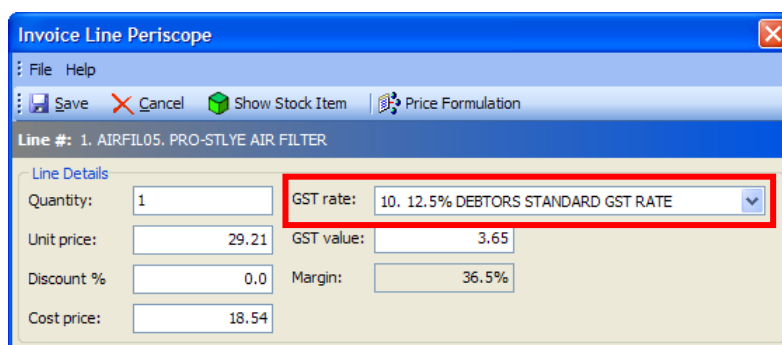 Invoice Line Periscope
File Help
Save Cancel Show Stock Item Price Formulation
Line #: 1. AIRFIL05. PRO-STLYE AIR FILTER
Line Details
Quantity: 1 GST rate: 10. 12.5% DEBTORS STANDARD GST RATE
Unit price: 29.21 GST value: 3.65
Discount % 0.0 Margin: 36.5%
Cost price: 18.54